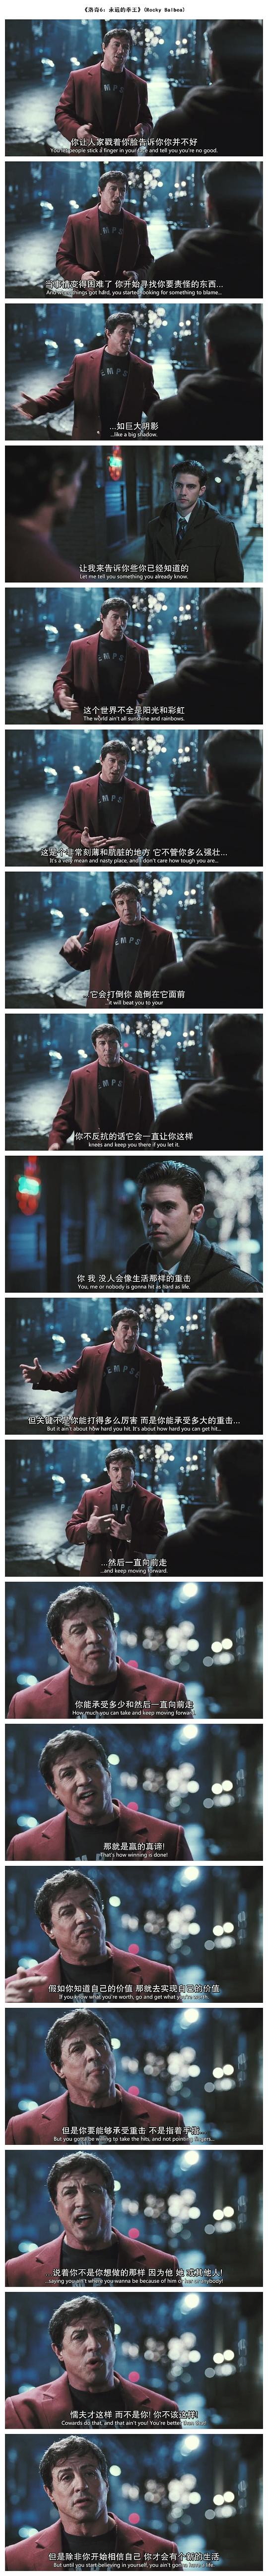 《洛奇6：永远的拳王》(Rocky Balboa)
你让人家戳着你脸告诉你你并不好
You let people stick a finger in your face and tell you you're no good.
当事情变得困难了 你开始寻找你要责怪的东西...
And when things got hard, you started looking for something to blame...
...如巨大阴影
...like a big shadow.
让我来告诉你些你已经知道的
Let me tell you something you already know.
这个世界不全是阳光和彩虹
The world ain't all sunshine and rainbows.
这是个非常刻薄和肮脏的地方 它不管你多么强壮...
It's a very mean and nasty place, and I don't care how tough you are...
...它会打倒你 跪倒在它面前
...it will beat you to your
你不反抗的话它会一直让你这样
knees and keep you there if you let it.
你 我 没人会像生活那样的重击
You, me or nobody is gonna hit as hard as life.
但关键不是你能打得多么厉害 而是你能承受多大的重击...
But it ain't about how hard you hit. It's about how hard you can get hit...
...然后一直向前走
...and keep moving forward.
你能承受多少和然后一直向前走
How much you can take and keep moving forward.
那就是赢的真谛!
That's how winning is done!
假如你知道自己的价值 那就去实现自己的价值
If you know what you're worth, go and get what you're worth.
但是你要能够承受重击 不是指着手指...
But you gotta be willing to take the hits, and not pointing fingers...
...说着你不是你想做的那样 因为他 她 或其他人!
...saying you ain't where you wanna be because of him or her or anybody!
懦夫才这样 而不是你! 你不该这样!
Cowards do that, and that ain't you! You're better than that!
但是除非你开始相信自己 你才会有个新的生活
But until you start believing in yourself, you ain't gonna have a life.